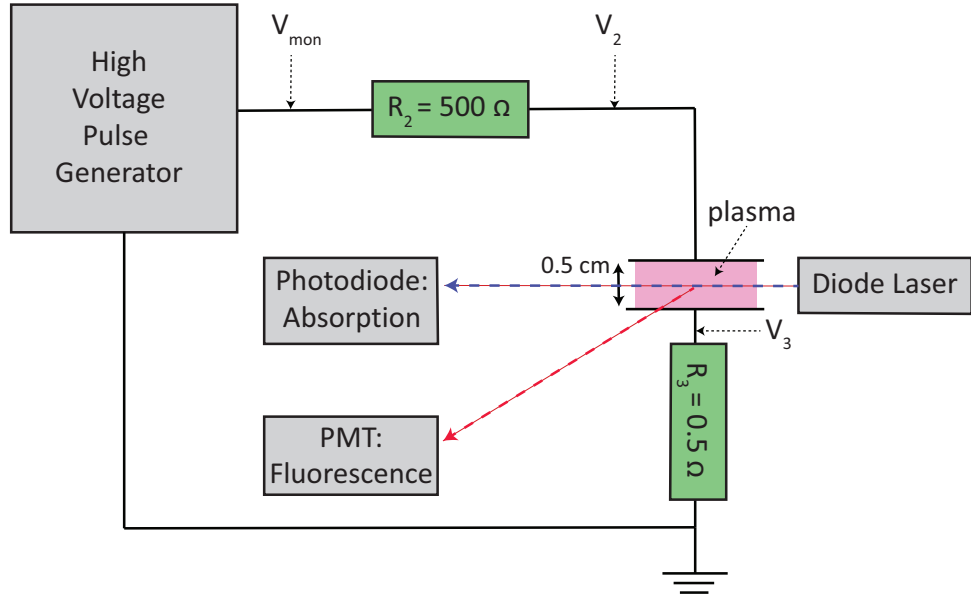 High
Voltage
Pulse
Generator
V_mon
R_2 = 500 Ω
V_2
plasma
0.5 cm
Photodiode:
Absorption
Diode Laser
V_3
R_3 = 0.5 Ω
PMT:
Fluorescence